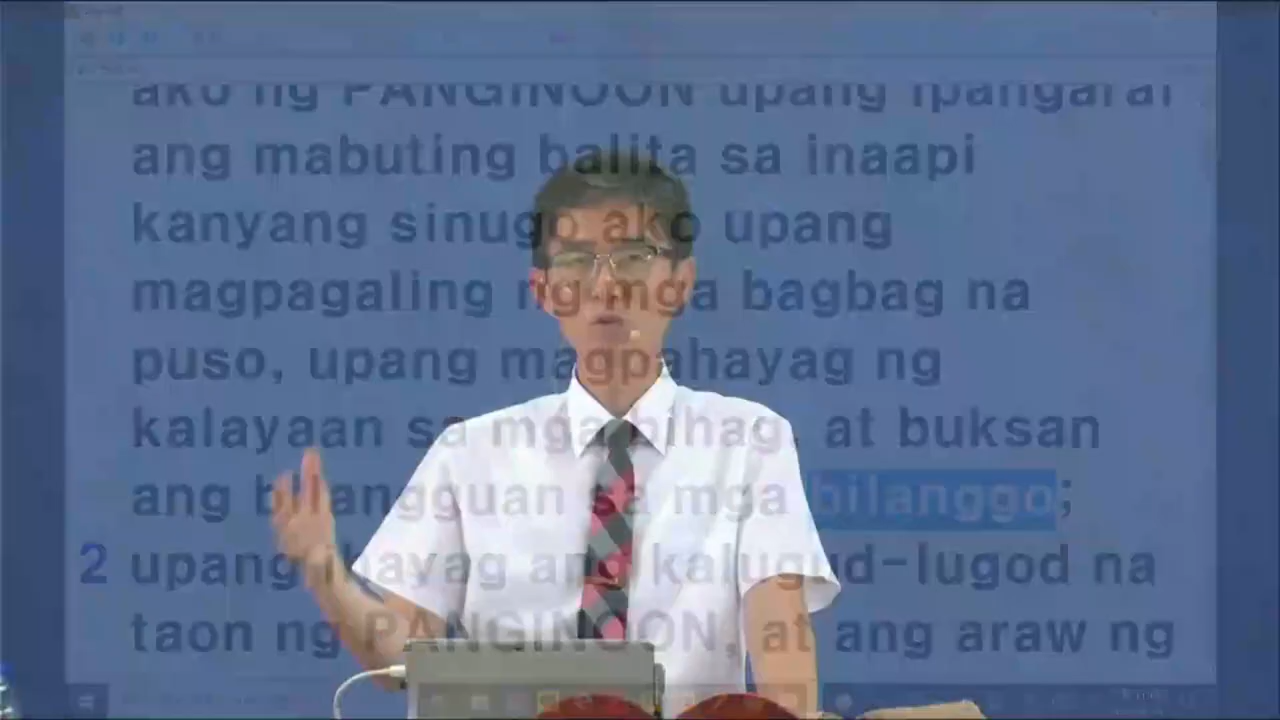 ako ng PANGINOON upang ipangaral
ang mabuting balita sa inaapi
kanyang sinugo ako upang
magpagaling ng mga bagbag na
puso, upang magpahayag ng
kalayaan sa mga bihag, at buksan
ang bilangguan sa mga bilanggo;
2 upang ihayag ang kalugud-lugod na
taon ng PANGINOON, at ang araw ng